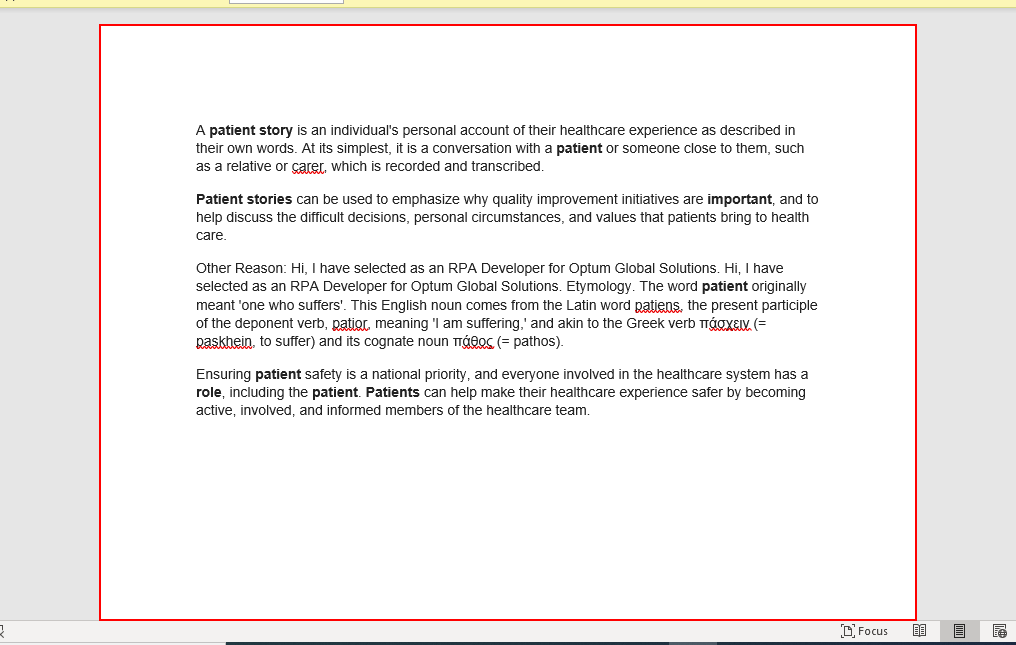 A patient story is an individual's personal account of their healthcare experience as described in
their own words. At its simplest, it is a conversation with a patient or someone close to them, such
as a relative or carer, which is recorded and transcribed.
Patient stories can be used to emphasize why quality improvement initiatives are important, and to
help discuss the difficult decisions, personal circumstances, and values that patients bring to health
care.
Other Reason: Hi, I have selected as an RPA Developer for Optum Global Solutions. Hi, I have
selected as an RPA Developer for Optum Global Solutions. Etymology. The word patient originally
meant 'one who suffers'. This English noun comes from the Latin word patiens, the present participle
of the deponent verb, patior, meaning 'I am suffering,' and akin to the Greek verb πάσχειν (=
paskhein, to suffer) and its cognate noun πάθος (= pathos).
Ensuring patient safety is a national priority, and everyone involved in the healthcare system has a
role, including the patient. Patients can help make their healthcare experience safer by becoming
active, involved, and informed members of the healthcare team.
Focus